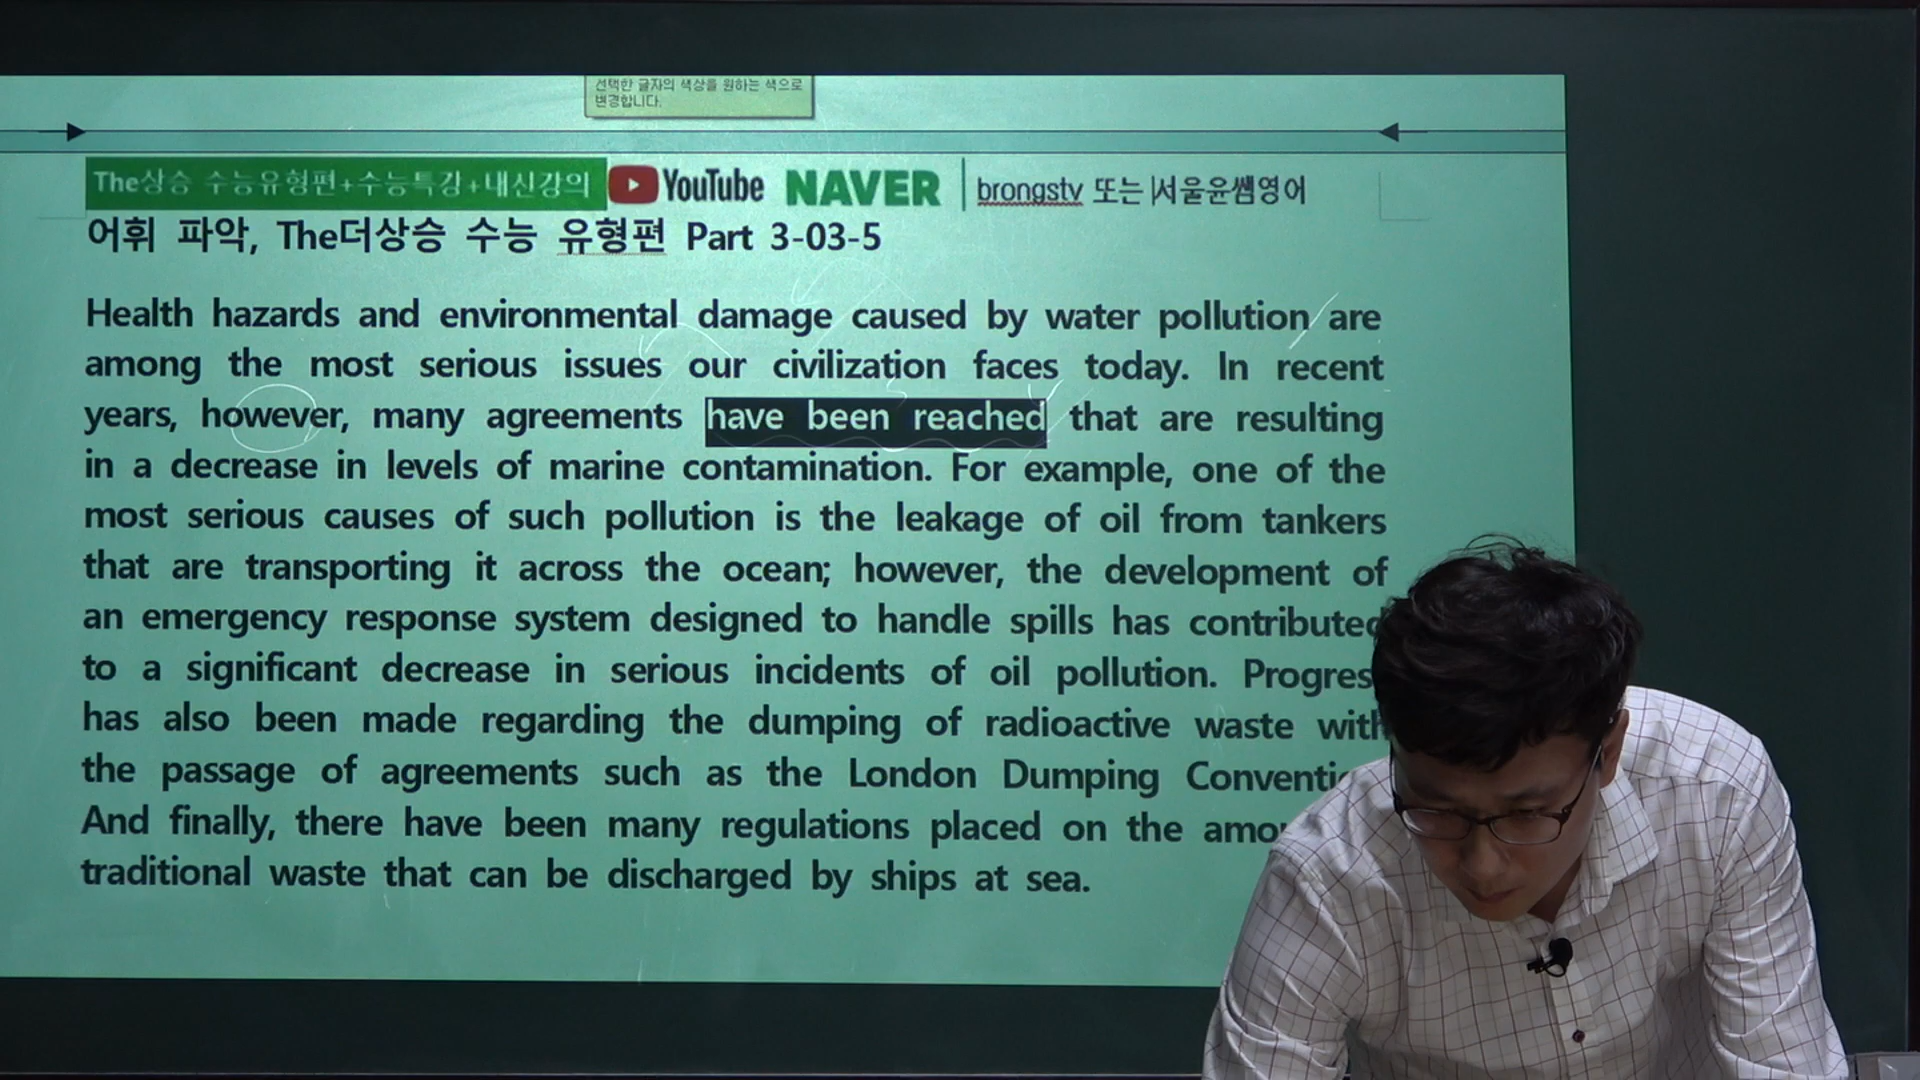 선택한 글자의 색상을 원하는 색으로
변경합니다.
The상승 수능유형편+수능특강+내신강의 YouTube NAVER brongstv 또는 서울윤쌤영어
어휘 파악, The더상승 수능 유형편 Part 3-03-5
Health hazards and environmental damage caused by water pollution are
among the most serious issues our civilization faces today. In recent
years, however, many agreements have been reached that are resulting
in a decrease in levels of marine contamination. For example, one of the
most serious causes of such pollution is the leakage of oil from tankers
that are transporting it across the ocean; however, the development of
an emergency response system designed to handle spills has contributed
to a significant decrease in serious incidents of oil pollution. Progres
has also been made regarding the dumping of radioactive waste with
the passage of agreements such as the London Dumping Conventi
And finally, there have been many regulations placed on the amou
traditional waste that can be discharged by ships at sea.